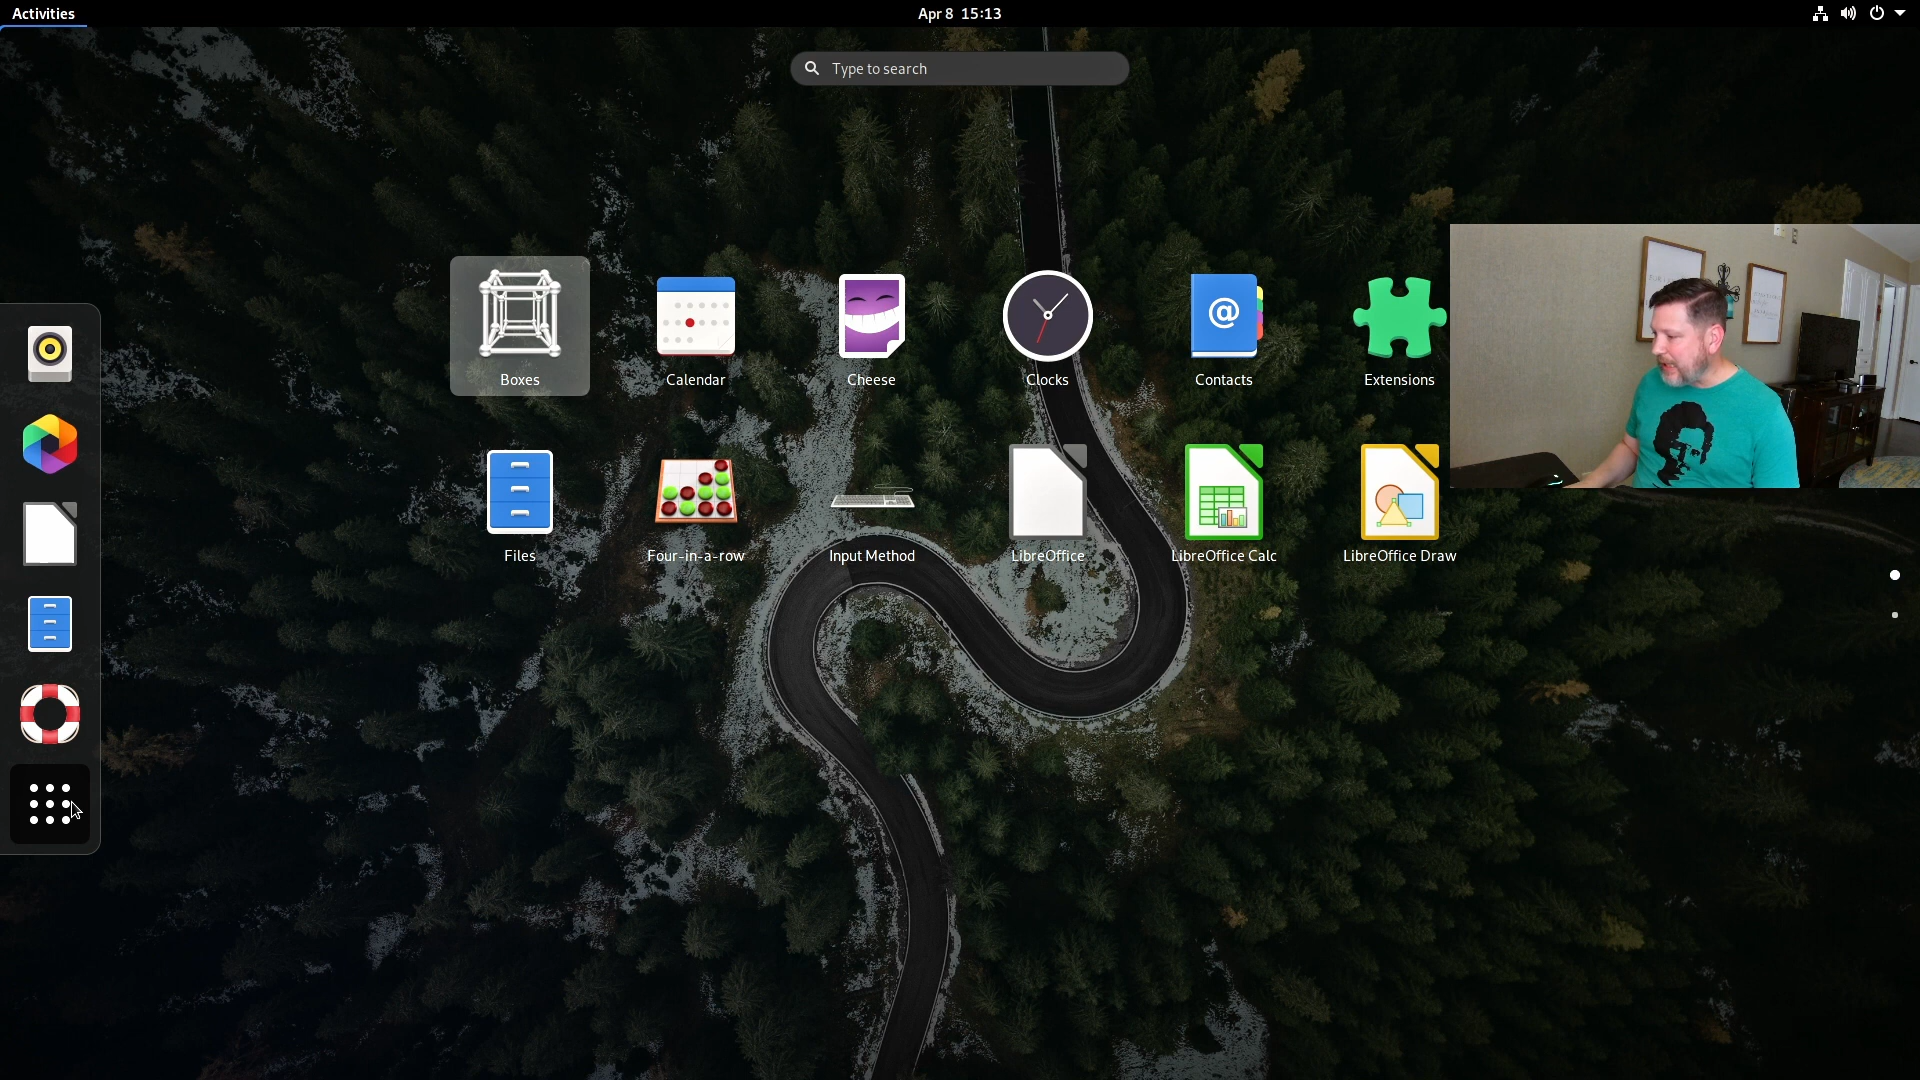 Activities
Apr 8 15:13
Type to search
Boxes
Calendar
Cheese
Clocks
Contacts
Extensions
Files
Four-in-a-row
Input Method
LibreOffice
LibreOffice Calc
LibreOffice Draw
@